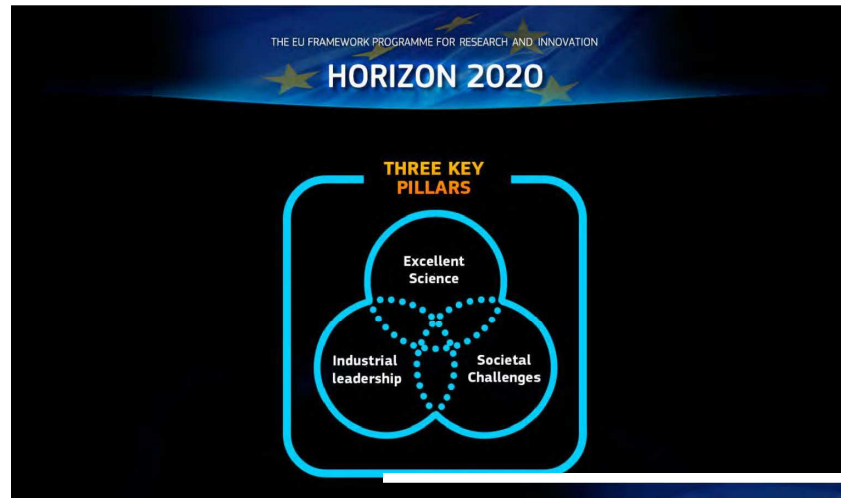 THE EU FRAMEWORK PROGRAMME FOR RESEARCH AND INNOVATION
HORIZON 2020
THREE KEY
PILLARS
Excellent
Science
Industrial
leadership
Societal
Challenges